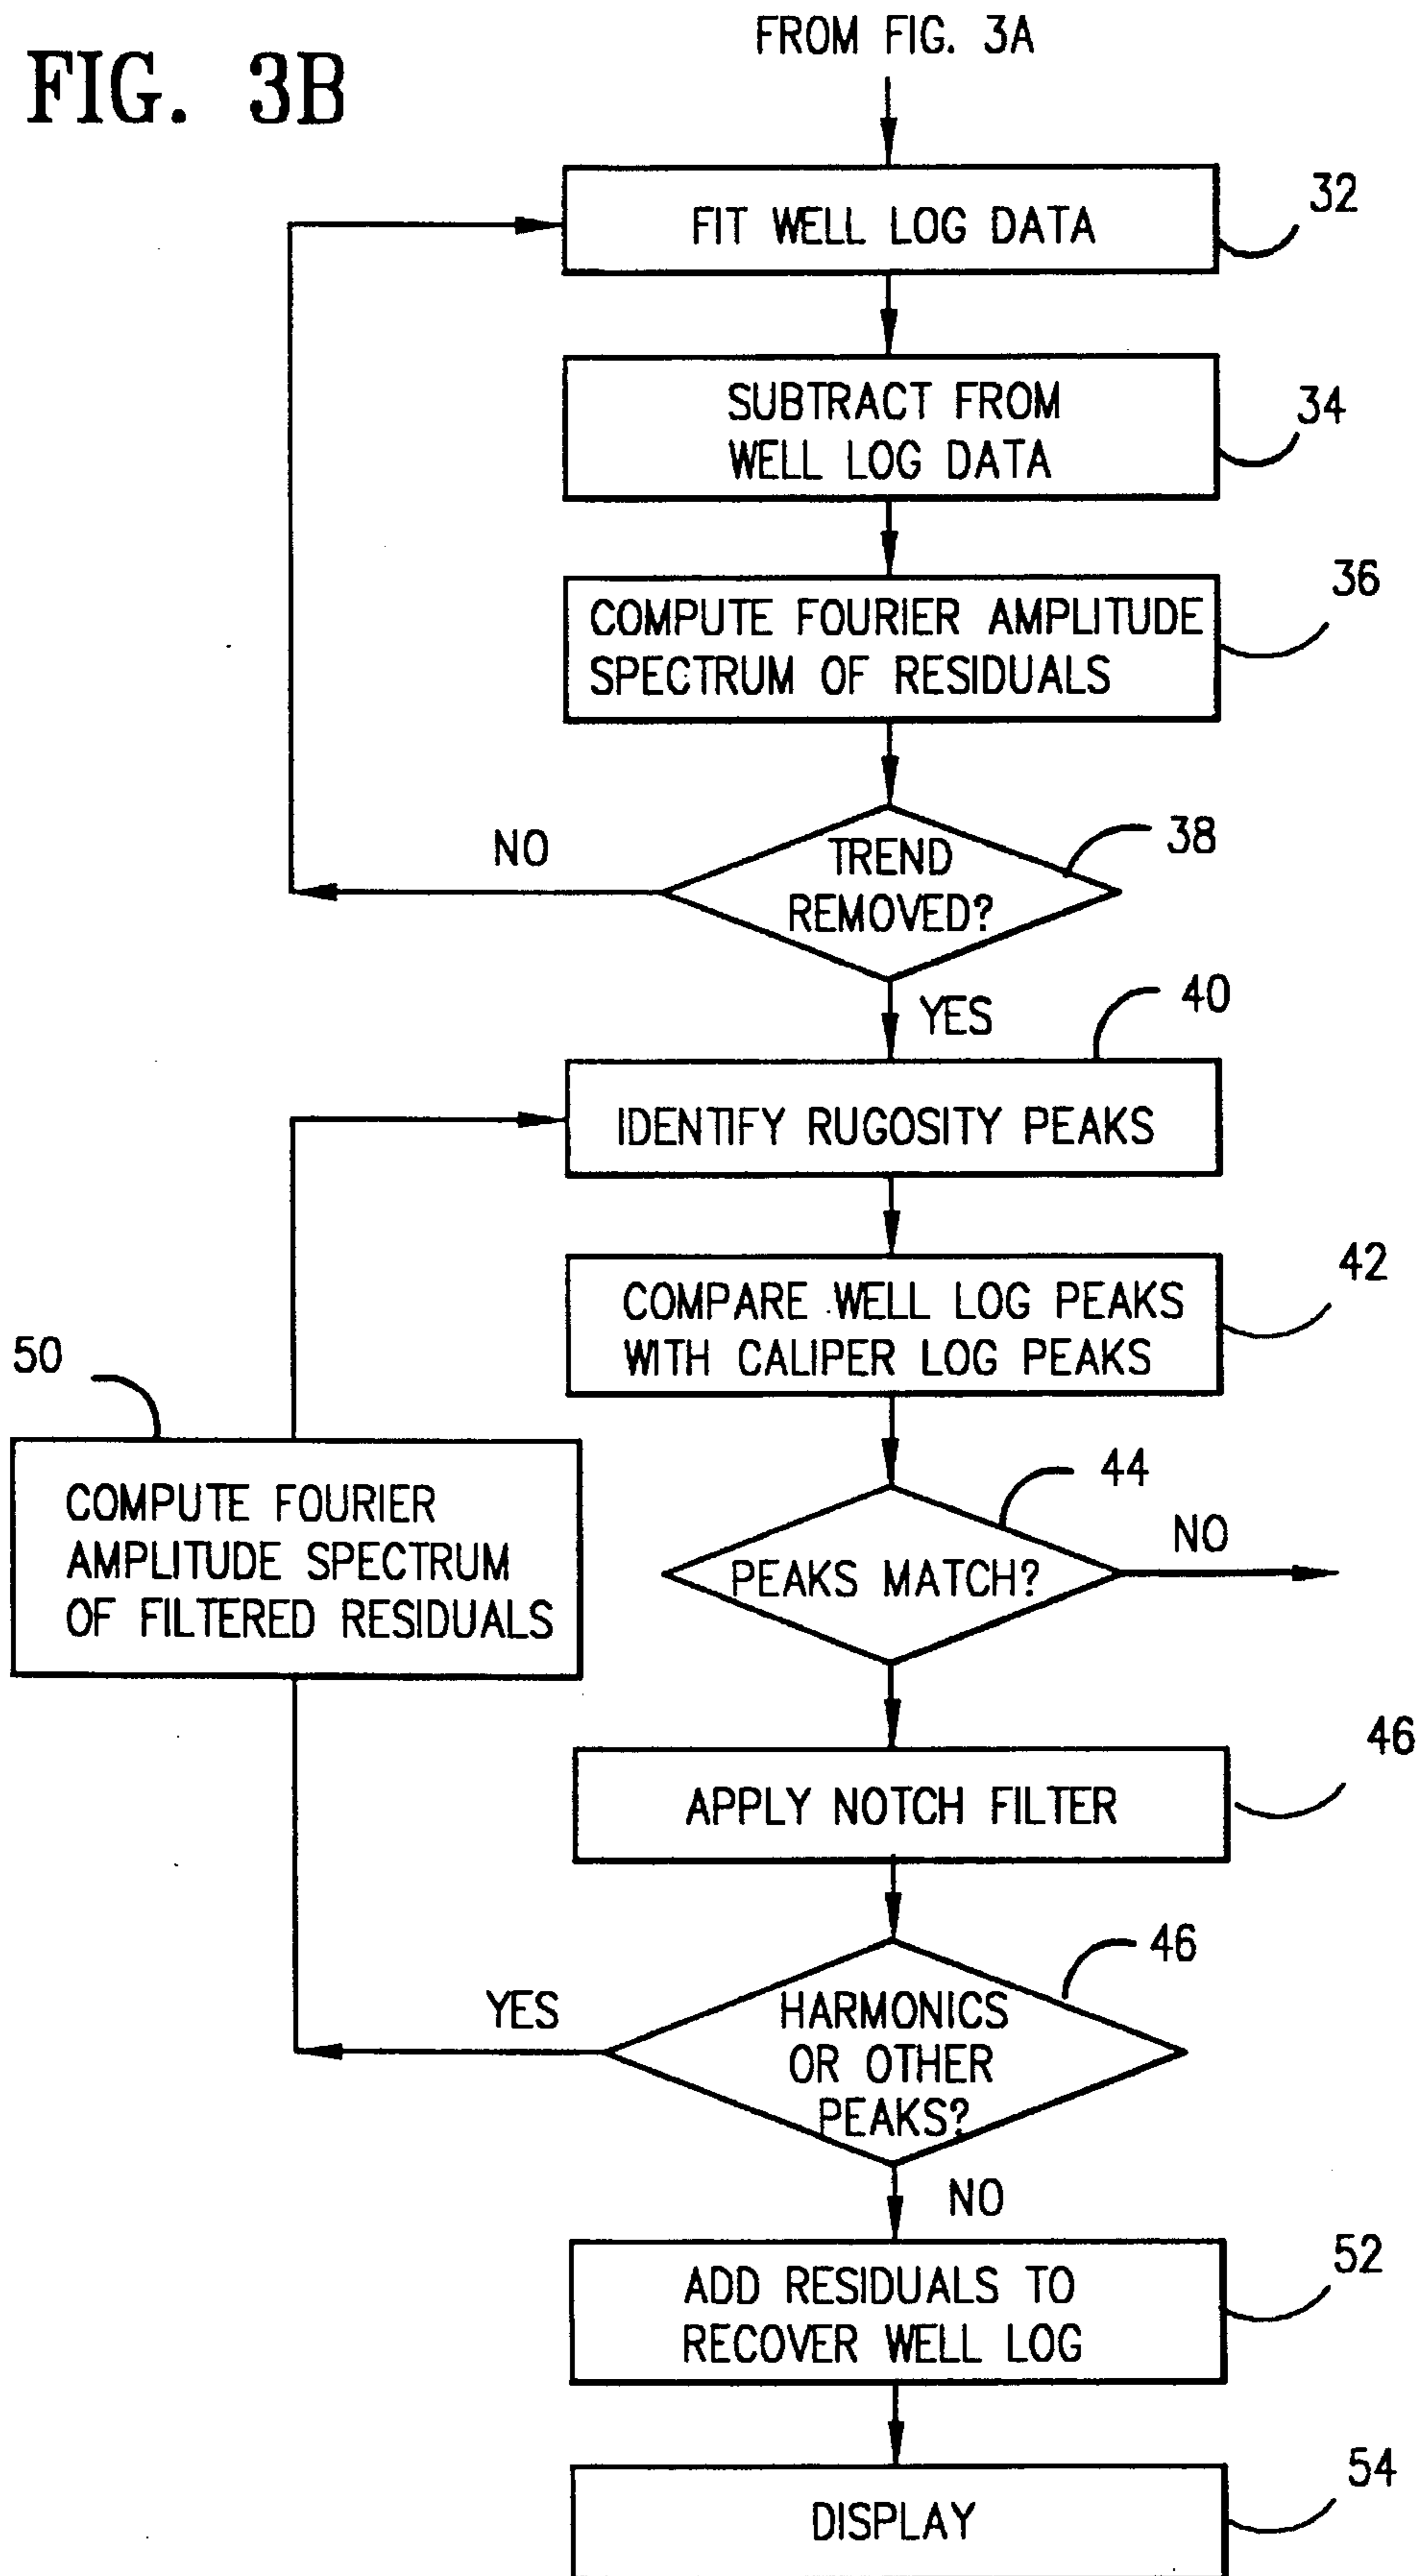 FIG. 3B
FROM FIG. 3A
FIT WELL LOG DATA
32
SUBTRACT FROM
WELL LOG DATA
34
COMPUTE FOURIER AMPLITUDE
SPECTRUM OF RESIDUALS
36
TREND
REMOVED?
38
NO
YES
40
IDENTIFY RUGOSITY PEAKS
COMPARE WELL LOG PEAKS
WITH CALIPER LOG PEAKS
42
50
COMPUTE FOURIER
AMPLITUDE SPECTRUM
OF FILTERED RESIDUALS
44
PEAKS MATCH?
NO
APPLY NOTCH FILTER
46
46
HARMONICS
OR OTHER
PEAKS?
YES
NO
ADD RESIDUALS TO
RECOVER WELL LOG
52
DISPLAY
54